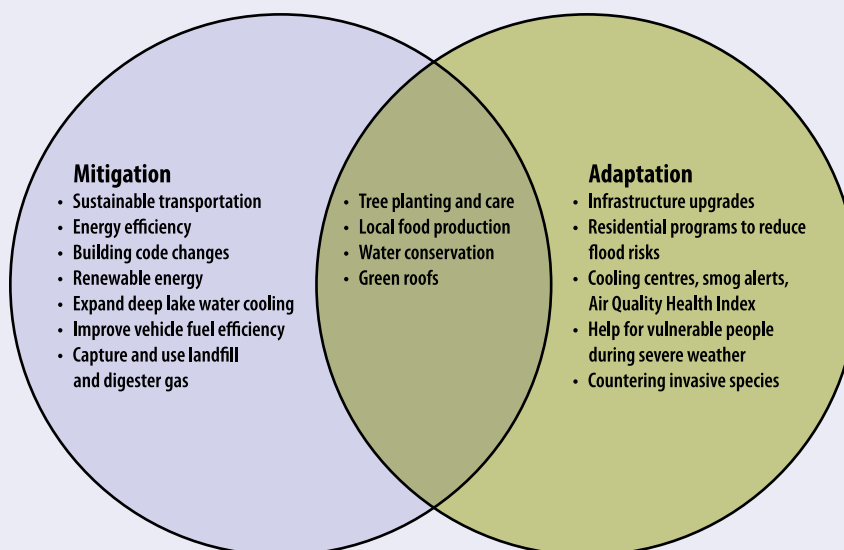 Mitigation
• Sustainable transportation
• Energy efficiency
• Building code changes
• Renewable energy
• Expand deep lake water cooling
• Improve vehicle fuel efficiency
• Capture and use landfill
and digester gas
• Tree planting and care
• Local food production
• Water conservation
• Green roofs
Adaptation
• Infrastructure upgrades
• Residential programs to reduce
flood risks
• Cooling centres, smog alerts,
Air Quality Health Index
• Help for vulnerable people
during severe weather
• Countering invasive species